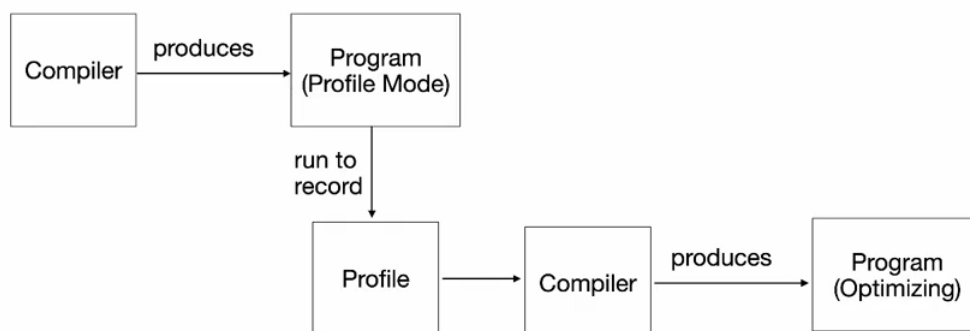 Compiler
produces
Program
(Profile Mode)
run to
record
Profile
Compiler
produces
Program
(Optimizing)